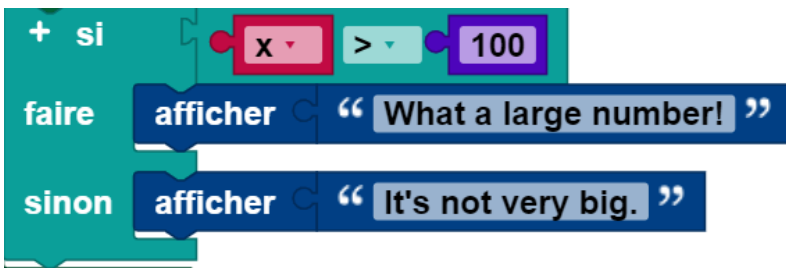 + si x > 100
faire afficher “ What a large number! ”
sinon afficher “ It's not very big. ”